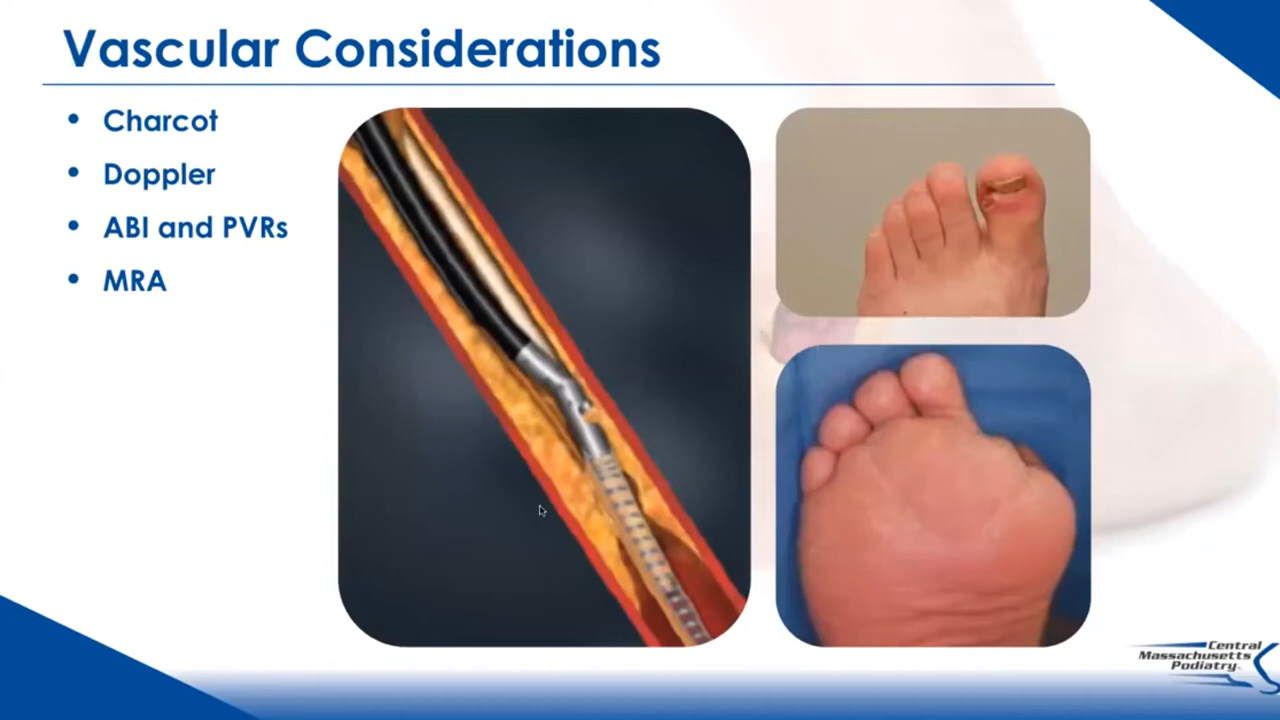 Vascular Considerations
• Charcot
• Doppler
• ABI and PVRs
• MRA
Central
Massachusetts
Podiatry